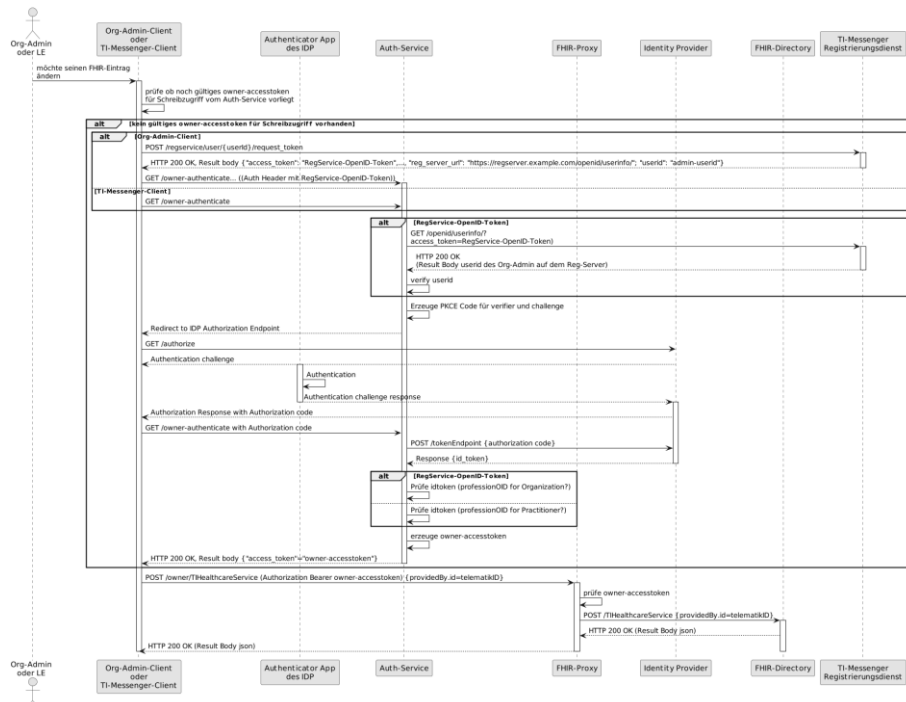 Org-Admin
oder LE
Org-Admin-Client
oder
TI-Messenger-Client
Authenticator App
des IDP
Auth-Service
FHIR-Proxy
Identity Provider
FHIR-Directory
TI-Messenger
Registrierungsdienst
möchte seinen FHIR-Eintrag
ändern
prüfe ob noch gültiges owner-accesstoken
für Schreibzugriff vom Auth-Service vorliegt
alt [kein gültiges owner-accesstoken für Schreibzugriff vorhanden]
alt [Org-Admin-Client]
POST /regservice/user/{userId}/request_token
HTTP 200 OK, Result body {"access_token": "RegService-OpenID-Token",..., "reg_server_url": "https://regserver.example.com/openid/userinfo/"; "userid": "admin-userid"}
GET /owner-authenticate... ((Auth Header mit RegService-OpenID-Token))
[TI-Messenger-Client]
GET /owner-authenticate
alt [RegService-OpenID-Token]
GET /openid/userinfo/?
access_token=RegService-OpenID-Token)
HTTP 200 OK
(Result Body userid des Org-Admin auf dem Reg-Server)
verify userid
Erzeuge PKCE Code für verifier und challenge
Redirect to IDP Authorization Endpoint
GET /authorize
Authentication challenge
Authentication
Authentication challenge response
Authorization Response with Authorization code
GET /owner-authenticate with Authorization code
POST /tokenEndpoint {authorization code}
Response {id_token}
alt [RegService-OpenID-Token]
Prüfe idtoken (professionOID for Organization?)
Prüfe idtoken (professionOID for Practitioner?)
erzeuge owner-accesstoken
HTTP 200 OK, Result body {"access_token"="owner-accesstoken"}
POST /owner/TIHealthcareService (Authorization Bearer owner-accesstoken) {providedBy.id=telematikID}
prüfe owner-accesstoken
POST /TIHealthcareService {providedBy.id=telematikID}
HTTP 200 OK (Result Body json)
HTTP 200 OK (Result Body json)
Org-Admin
oder LE
Org-Admin-Client
oder
TI-Messenger-Client
Authenticator App
des IDP
Auth-Service
FHIR-Proxy
Identity Provider
FHIR-Directory
TI-Messenger
Registrierungsdienst